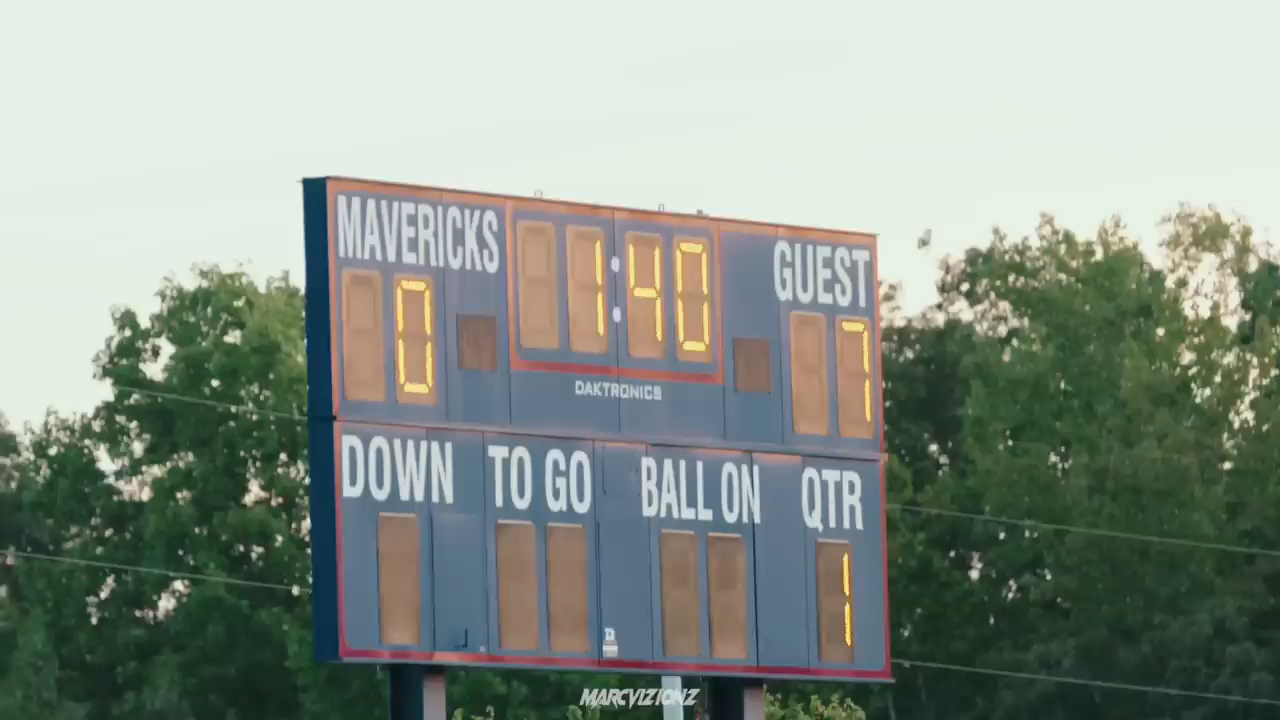 MAVERICKS 1:40 GUEST
0 7
DAKTRONICS
DOWN TO GO BALL ON QTR
1
MARCVIZIONZ